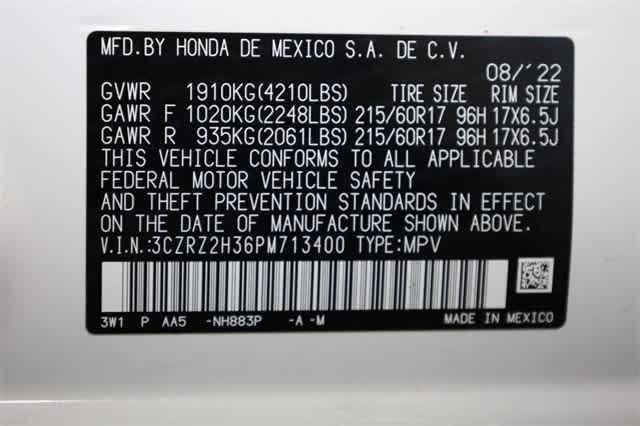 MFD.BY HONDA DE MEXICO S.A. DE C.V.
08/'22
GVWR 1910KG(4210LBS) TIRE SIZE RIM SIZE
GAWR F 1020KG(2248LBS) 215/60R17 96H 17X6.5J
GAWR R 935KG(2061LBS) 215/60R17 96H 17X6.5J
THIS VEHICLE CONFORMS TO ALL APPLICABLE
FEDERAL MOTOR VEHICLE SAFETY
AND THEFT PREVENTION STANDARDS IN EFFECT
ON THE DATE OF MANUFACTURE SHOWN ABOVE.
V.I.N.:3CZRZ2H36PM713400 TYPE:MPV
3W1 P AA5 -NH883P -A -M MADE IN MEXICO